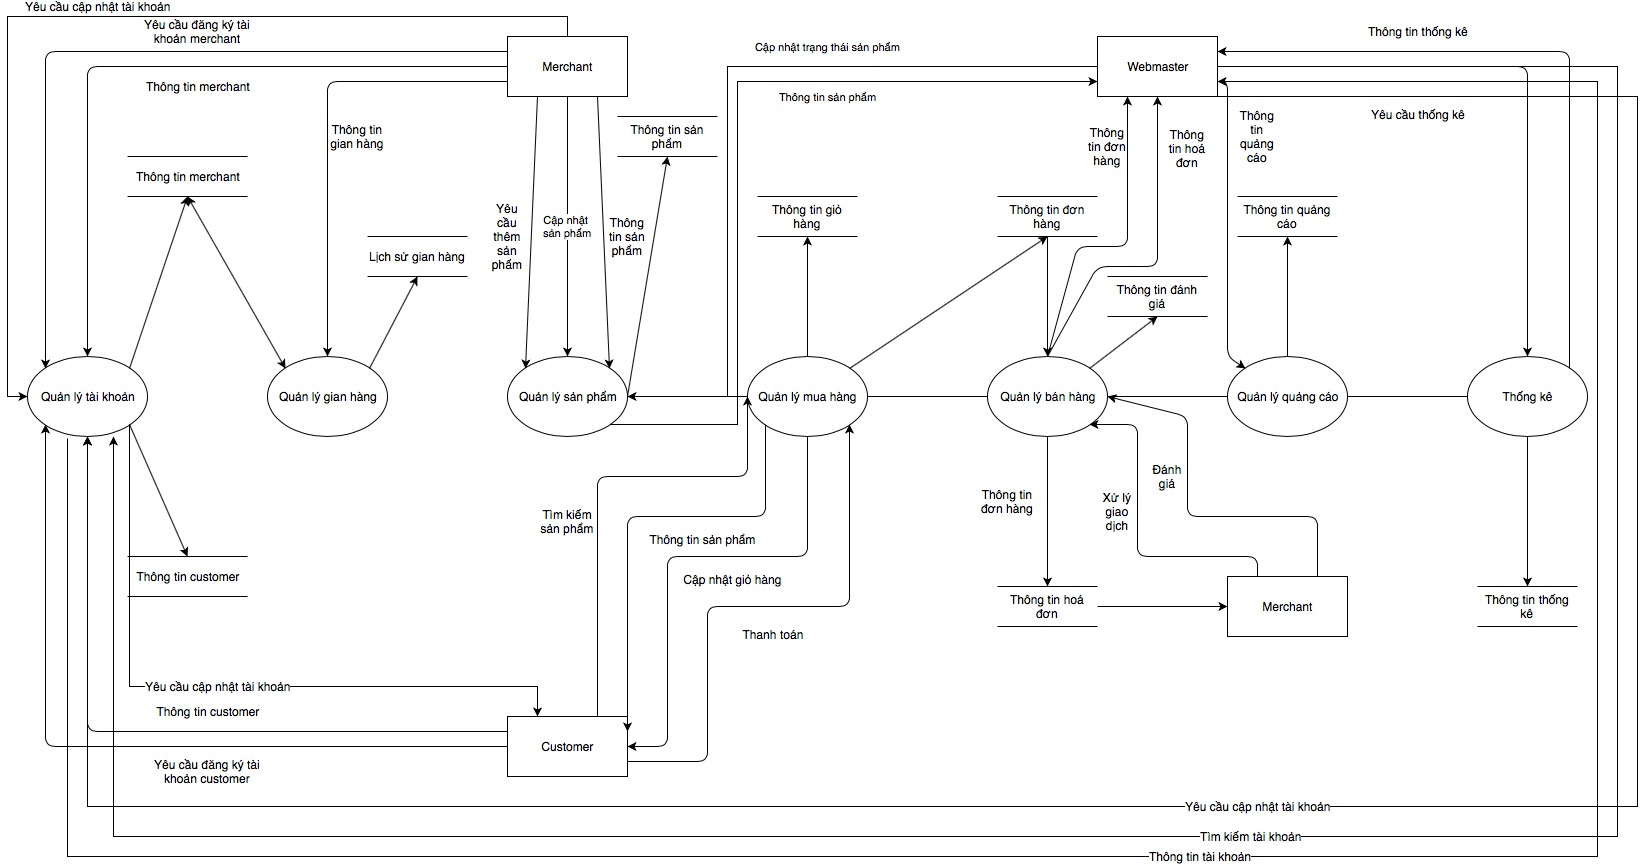 Yêu cầu cập nhật tài khoản
Yêu cầu đăng ký tài
khoản merchant
Thông tin thống kê
Cập nhật trạng thái sản phẩm
Merchant
Webmaster
Thông tin merchant
Thông tin sản phẩm
Yêu cầu thống kê
Thông tin
gian hàng
Thông tin sản
phẩm
Thông
tin đơn
hàng
Thông
tin hoá
đơn
Thông
tin
quảng
cáo
Thông tin merchant
Yêu
cầu
thêm
sản
phẩm
Cập nhật
sản phẩm
Thông
tin sản
phẩm
Thông tin giỏ
hàng
Thông tin đơn
hàng
Thông tin quảng
cáo
Lịch sử gian hàng
Thông tin đánh
giá
Quản lý tài khoản
Quản lý gian hàng
Quản lý sản phẩm
Quản lý mua hàng
Quản lý bán hàng
Quản lý quảng cáo
Thống kê
Tìm kiếm
sản phẩm
Thông tin
đơn hàng
Xử lý
giao
dịch
Đánh
giá
Thông tin sản phẩm
Thông tin customer
Cập nhật giỏ hàng
Thông tin hoá
đơn
Merchant
Thông tin thống
kê
Thanh toán
Yêu cầu cập nhật tài khoản
Thông tin customer
Customer
Yêu cầu đăng ký tài
khoản customer
Yêu cầu cập nhật tài khoản
Tìm kiếm tài khoản
Thông tin tài khoản